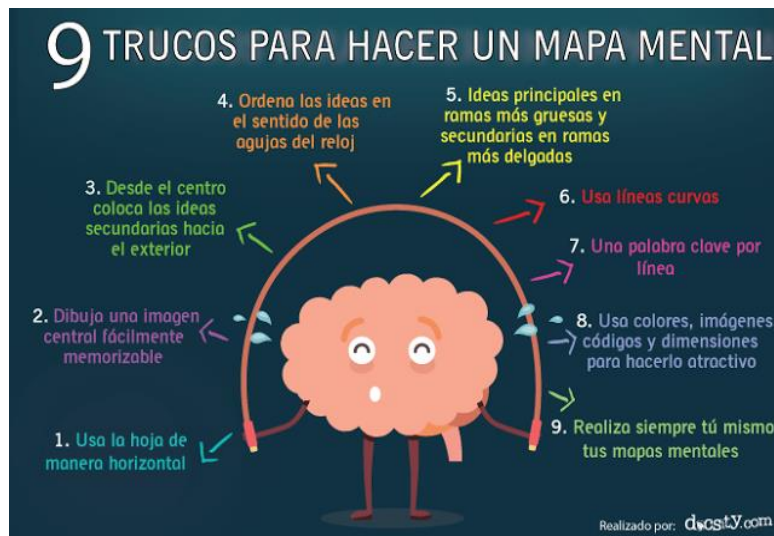 9 TRUCOS PARA HACER UN MAPA MENTAL
1. Usa la hoja de
manera horizontal
2. Dibuja una imagen
central fácilmente
memorizable
3. Desde el centro
coloca las ideas
secundarias hacia
el exterior
4. Ordena las ideas en
el sentido de las
agujas del reloj
5. Ideas principales en
ramas más gruesas y
secundarias en ramas
más delgadas
6. Usa líneas curvas
7. Una palabra clave por
línea
8. Usa colores, imágenes
códigos y dimensiones
para hacerlo atractivo
9. Realiza siempre tú mismo
tus mapas mentales
Realizado por: docsity.com